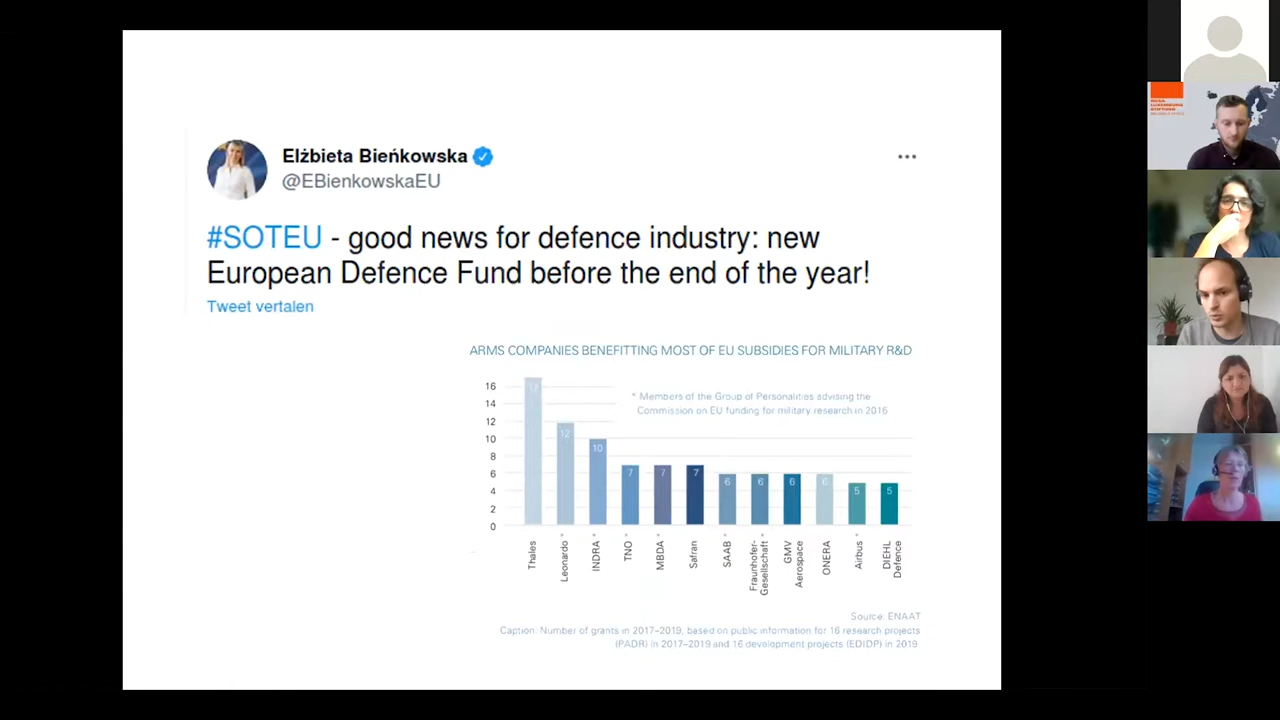 Elżbieta Bieńkowska
@EBienkowskaEU
#SOTEU - good news for defence industry: new
European Defence Fund before the end of the year!
Tweet vertalen
ARMS COMPANIES BENEFITTING MOST OF EU SUBSIDIES FOR MILITARY R&D
* Members of the Group of Personalities advising the
Commission on EU funding for military research in 2016
16
14
12
10
8
6
4
2
0
17
12
10
7
7
7
6
6
6
6
5
5
Thales
Leonardo *
INDRA *
TNO *
MBDA *
Safran
SAAB *
Fraunhofer-
Gesellschaft *
GMV
Aerospace
ONERA
Airbus *
DIEHL
Defence
Source: ENAAT
Caption: Number of grants in 2017–2019, based on public information for 16 research projects
(PADR) in 2017–2019 and 16 development projects (EDIDP) in 2019
ROSA
LUXEMBURG
STIFTUNG